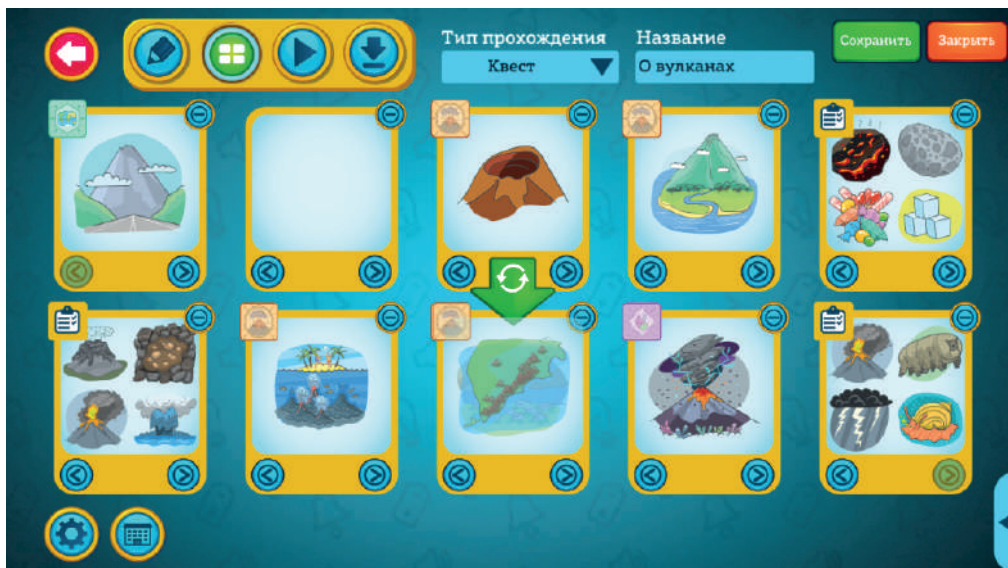 Тип прохождения
Название
Сохранить
Закрыть
Квест
О вулканах